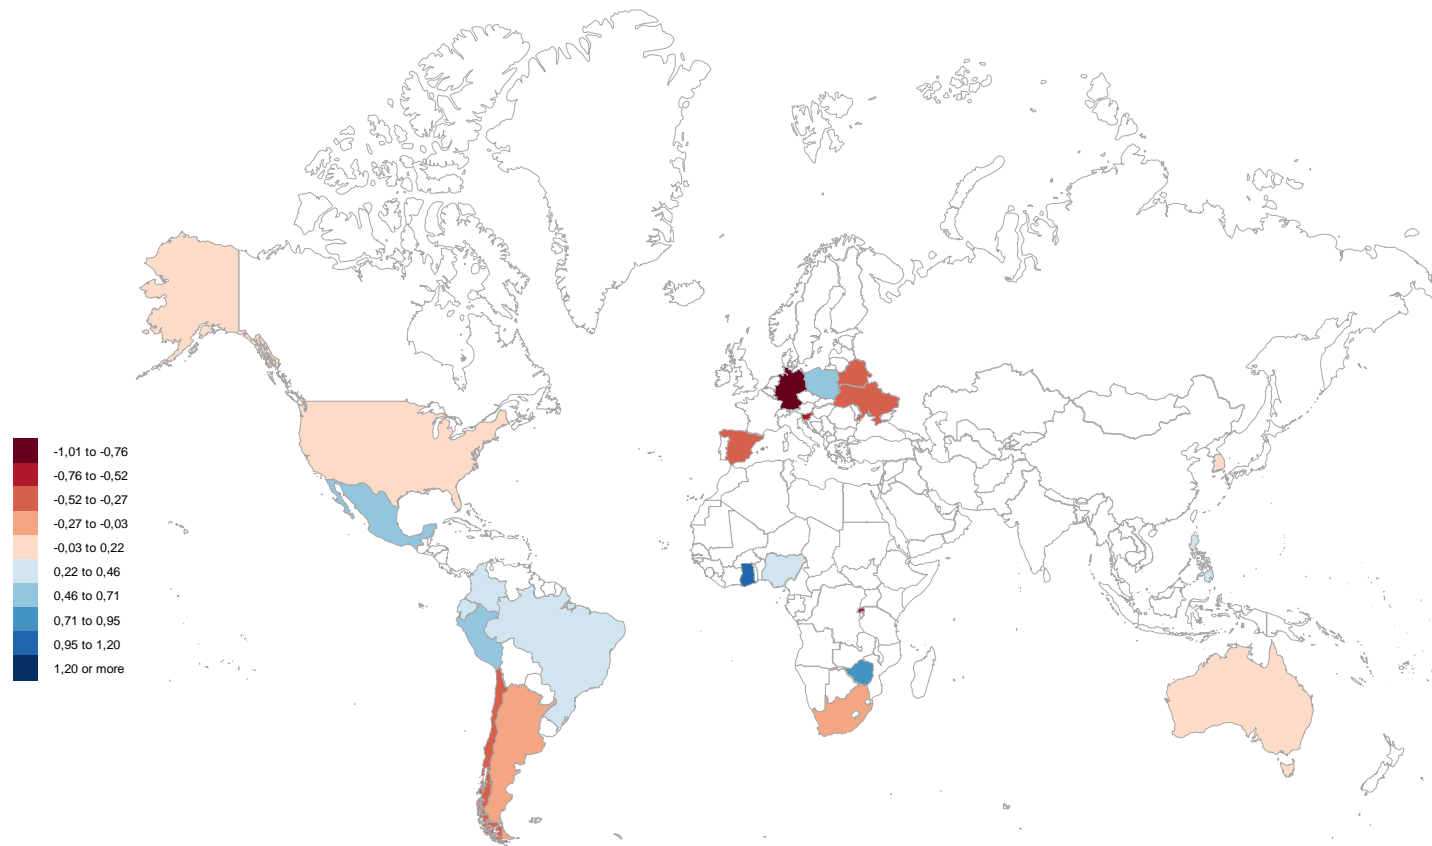 -1,01 to -0,76
-0,76 to -0,52
-0,52 to -0,27
-0,27 to -0,03
-0,03 to 0,22
0,22 to 0,46
0,46 to 0,71
0,71 to 0,95
0,95 to 1,20
1,20 or more